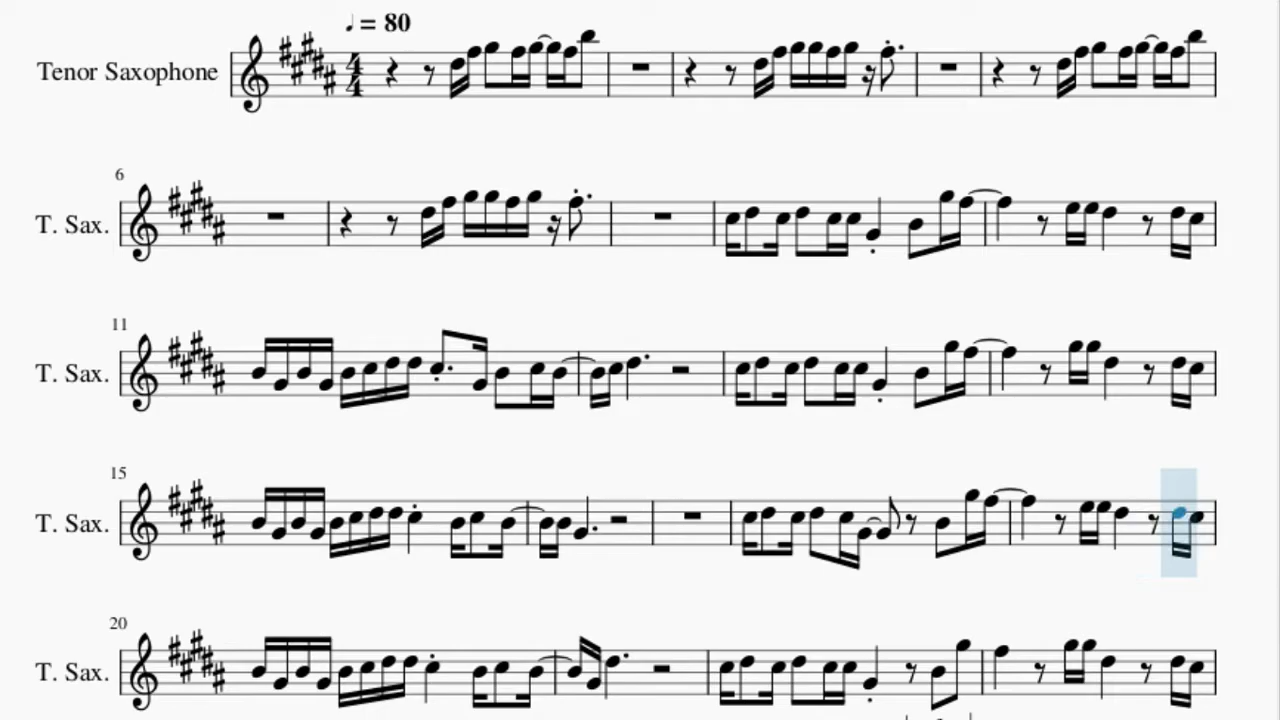 ♩ = 80
Tenor Saxophone
4
4
6
T. Sax.
11
T. Sax.
15
T. Sax.
20
T. Sax.